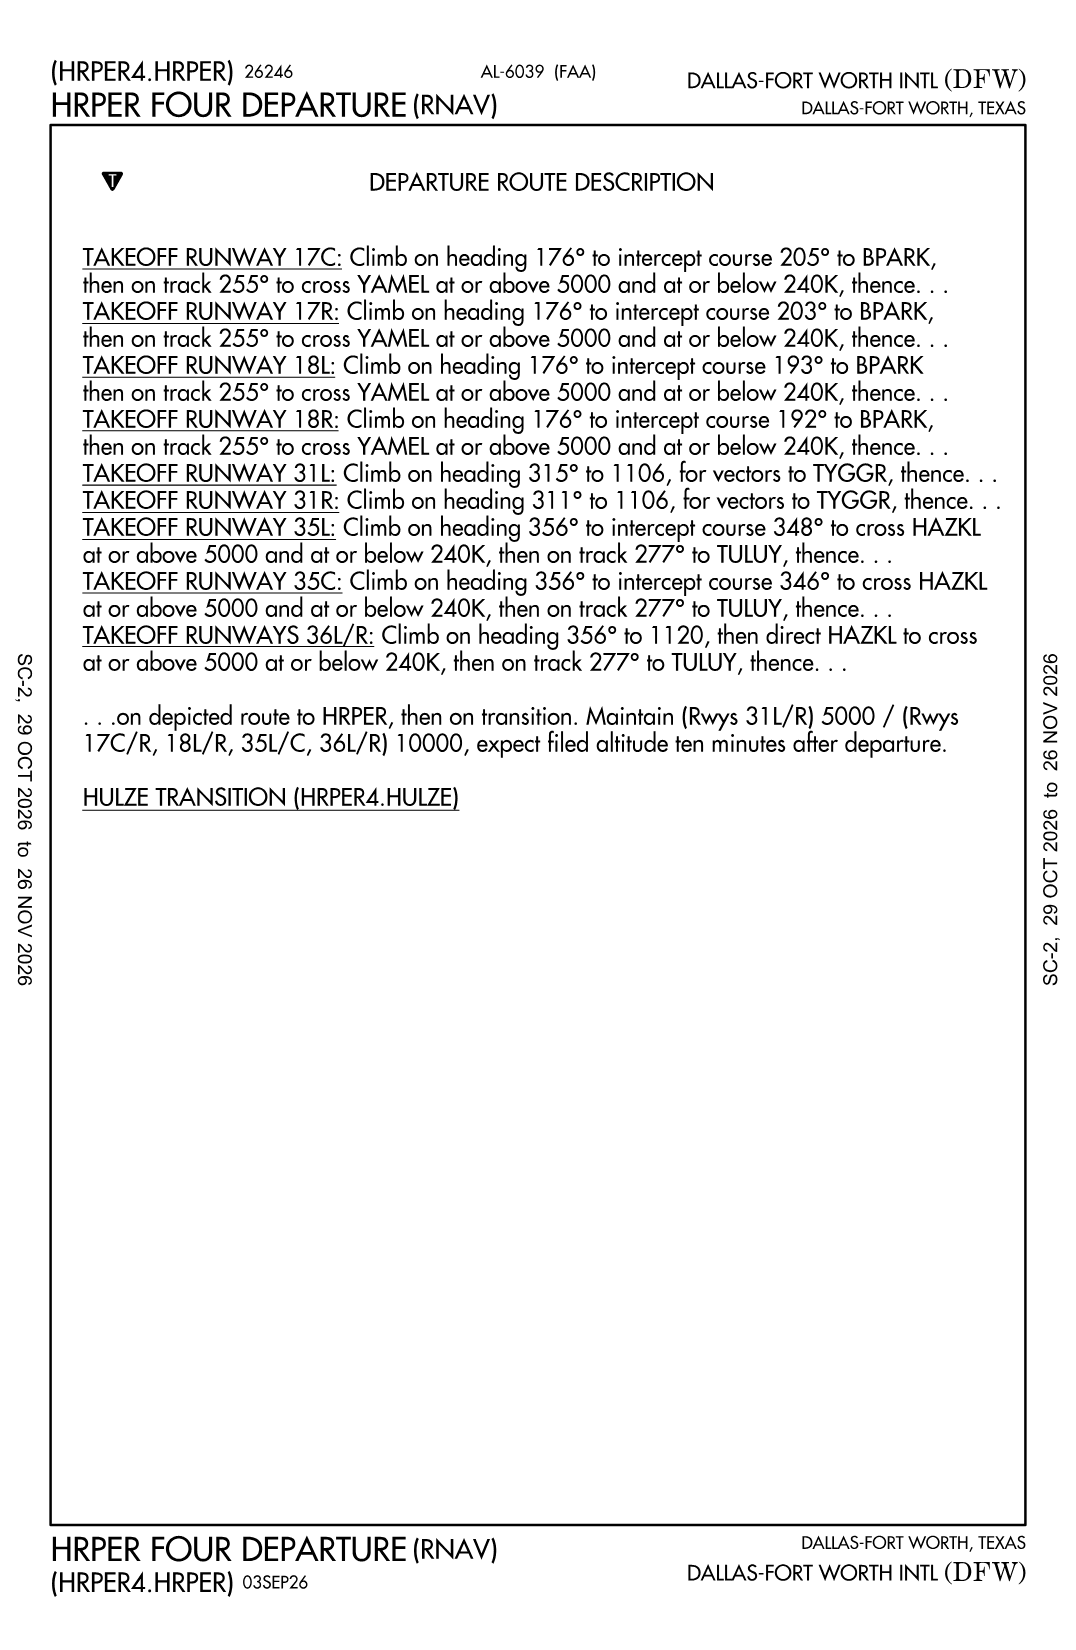 (HRPER4.HRPER) 26246
AL-6039 (FAA)
DALLAS-FORT WORTH INTL (DFW)
HRPER FOUR DEPARTURE (RNAV)
DALLAS-FORT WORTH, TEXAS
T
DEPARTURE ROUTE DESCRIPTION
TAKEOFF RUNWAY 17C: Climb on heading 176° to intercept course 205° to BPARK,
then on track 255° to cross YAMEL at or above 5000 and at or below 240K, thence. . .
TAKEOFF RUNWAY 17R: Climb on heading 176° to intercept course 203° to BPARK,
then on track 255° to cross YAMEL at or above 5000 and at or below 240K, thence. . .
TAKEOFF RUNWAY 18L: Climb on heading 176° to intercept course 193° to BPARK
then on track 255° to cross YAMEL at or above 5000 and at or below 240K, thence. . .
TAKEOFF RUNWAY 18R: Climb on heading 176° to intercept course 192° to BPARK,
then on track 255° to cross YAMEL at or above 5000 and at or below 240K, thence. . .
TAKEOFF RUNWAY 31L: Climb on heading 315° to 1106, for vectors to TYGGR, thence. . .
TAKEOFF RUNWAY 31R: Climb on heading 311° to 1106, for vectors to TYGGR, thence. . .
TAKEOFF RUNWAY 35L: Climb on heading 356° to intercept course 348° to cross HAZKL
at or above 5000 and at or below 240K, then on track 277° to TULUY, thence. . .
TAKEOFF RUNWAY 35C: Climb on heading 356° to intercept course 346° to cross HAZKL
at or above 5000 and at or below 240K, then on track 277° to TULUY, thence. . .
TAKEOFF RUNWAYS 36L/R: Climb on heading 356° to 1120, then direct HAZKL to cross
at or above 5000 at or below 240K, then on track 277° to TULUY, thence. . .
. . .on depicted route to HRPER, then on transition. Maintain (Rwys 31L/R) 5000 / (Rwys
17C/R, 18L/R, 35L/C, 36L/R) 10000, expect filed altitude ten minutes after departure.
HULZE TRANSITION (HRPER4.HULZE)
SC-2, 29 OCT 2026 to 26 NOV 2026
SC-2, 29 OCT 2026 to 26 NOV 2026
HRPER FOUR DEPARTURE (RNAV)
DALLAS-FORT WORTH, TEXAS
(HRPER4.HRPER) 03SEP26
DALLAS-FORT WORTH INTL (DFW)